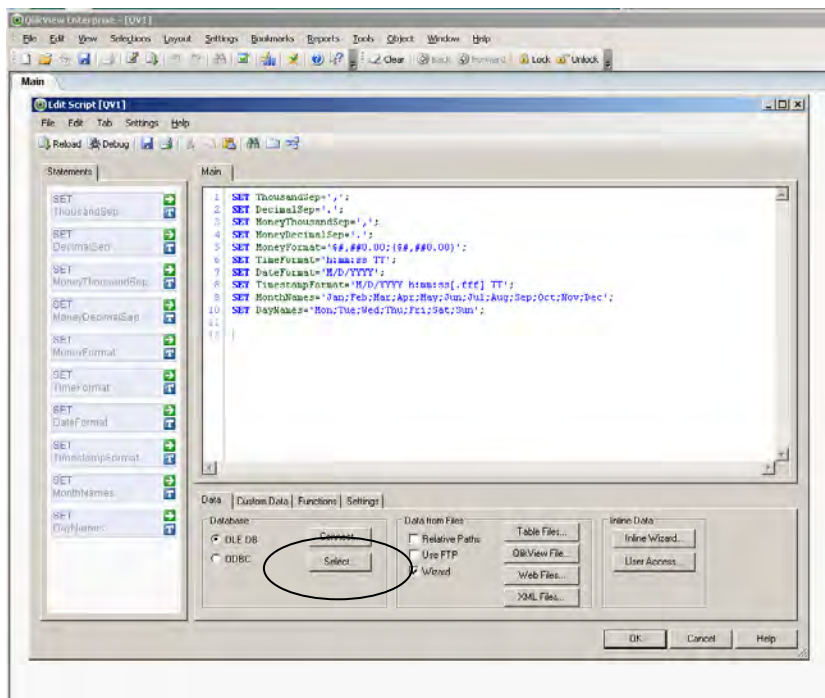 QlikView Enterprise - [QV1]
File Edit View Selections Layout Settings Bookmarks Reports Tools Object Window Help
Clear Back Forward Lock Unlock
Main
Edit Script [QV1]
File Edit Tab Settings Help
Reload Debug
Statements
Main
SET
ThousandSep
SET
DecimalSep
SET
MoneyThousandSep
SET
MoneyDecimalSep
SET
MoneyFormat
SET
TimeFormat
SET
DateFormat
SET
TimestampFormat
SET
MonthNames
SET
DayNames
1 SET ThousandSep=',';
2 SET DecimalSep='.';
3 SET MoneyThousandSep=',';
4 SET MoneyDecimalSep='.';
5 SET MoneyFormat='$#,##0.00;($#,##0.00)';
6 SET TimeFormat='h:mm:ss TT';
7 SET DateFormat='M/D/YYYY';
8 SET TimestampFormat='M/D/YYYY h:mm:ss[.fff] TT';
9 SET MonthNames='Jan;Feb;Mar;Apr;May;Jun;Jul;Aug;Sep;Oct;Nov;Dec';
10 SET DayNames='Mon;Tue;Wed;Thu;Fri;Sat;Sun';
11
12
Data Custom Data Functions Settings
Database
OLE DB
ODBC
Connect...
Select...
Data from Files
Relative Paths
Use FTP
Wizard
Table Files...
QlikView File...
Web Files...
XML Files...
Inline Data
Inline Wizard...
User Access...
OK Cancel Help